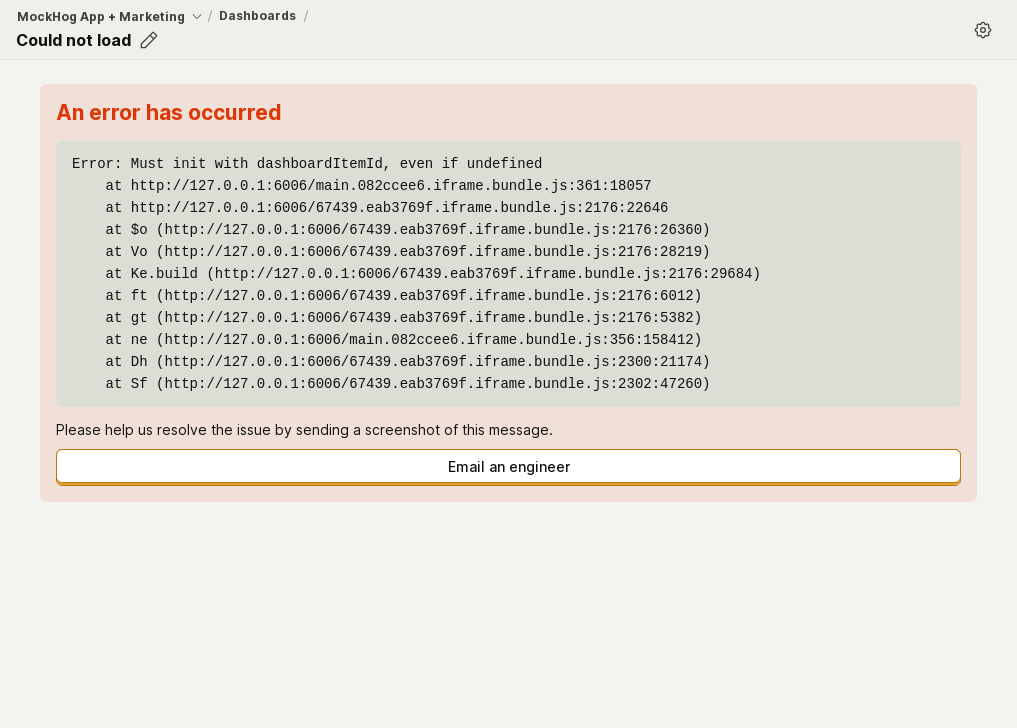 MockHog App + Marketing / Dashboards /
Could not load
An error has occurred
Error: Must init with dashboardItemId, even if undefined
    at http://127.0.0.1:6006/main.082ccee6.iframe.bundle.js:361:18057
    at http://127.0.0.1:6006/67439.eab3769f.iframe.bundle.js:2176:22646
    at $o (http://127.0.0.1:6006/67439.eab3769f.iframe.bundle.js:2176:26360)
    at Vo (http://127.0.0.1:6006/67439.eab3769f.iframe.bundle.js:2176:28219)
    at Ke.build (http://127.0.0.1:6006/67439.eab3769f.iframe.bundle.js:2176:29684)
    at ft (http://127.0.0.1:6006/67439.eab3769f.iframe.bundle.js:2176:6012)
    at gt (http://127.0.0.1:6006/67439.eab3769f.iframe.bundle.js:2176:5382)
    at ne (http://127.0.0.1:6006/main.082ccee6.iframe.bundle.js:356:158412)
    at Dh (http://127.0.0.1:6006/67439.eab3769f.iframe.bundle.js:2300:21174)
    at Sf (http://127.0.0.1:6006/67439.eab3769f.iframe.bundle.js:2302:47260)
Please help us resolve the issue by sending a screenshot of this message.
Email an engineer